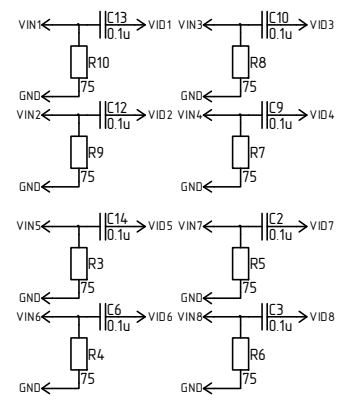 VIN1 C13 VID1 VIN3 C10 VID3
0.1u 0.1u
R10 R8
75 75
GND GND
VIN2 C12 VID2 VIN4 C9 VID4
0.1u 0.1u
R9 R7
75 75
GND GND
VIN5 C14 VID5 VIN7 C2 VID7
0.1u 0.1u
R3 R5
75 75
GND GND
VIN6 C6 VID6 VIN8 C3 VID8
0.1u 0.1u
R4 R6
75 75
GND GND